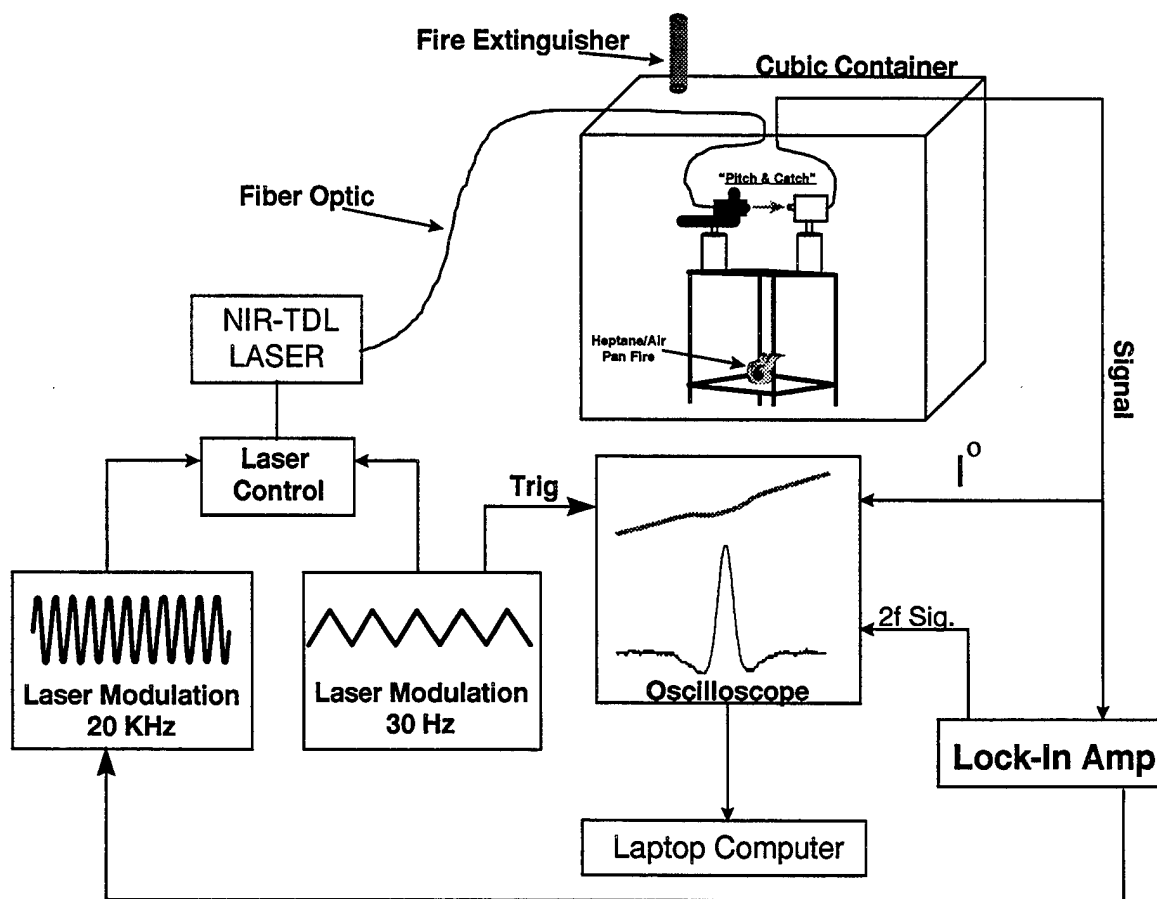 Fire Extinguisher
Cubic Container
"Pitch & Catch"
Fiber Optic
NIR-TDL
LASER
Heptane/Air
Pan Fire
Signal
Laser
Control
Trig
I°
2f Sig.
Laser Modulation
20 KHz
Laser Modulation
30 Hz
Oscilloscope
Lock-In Amp
Laptop Computer